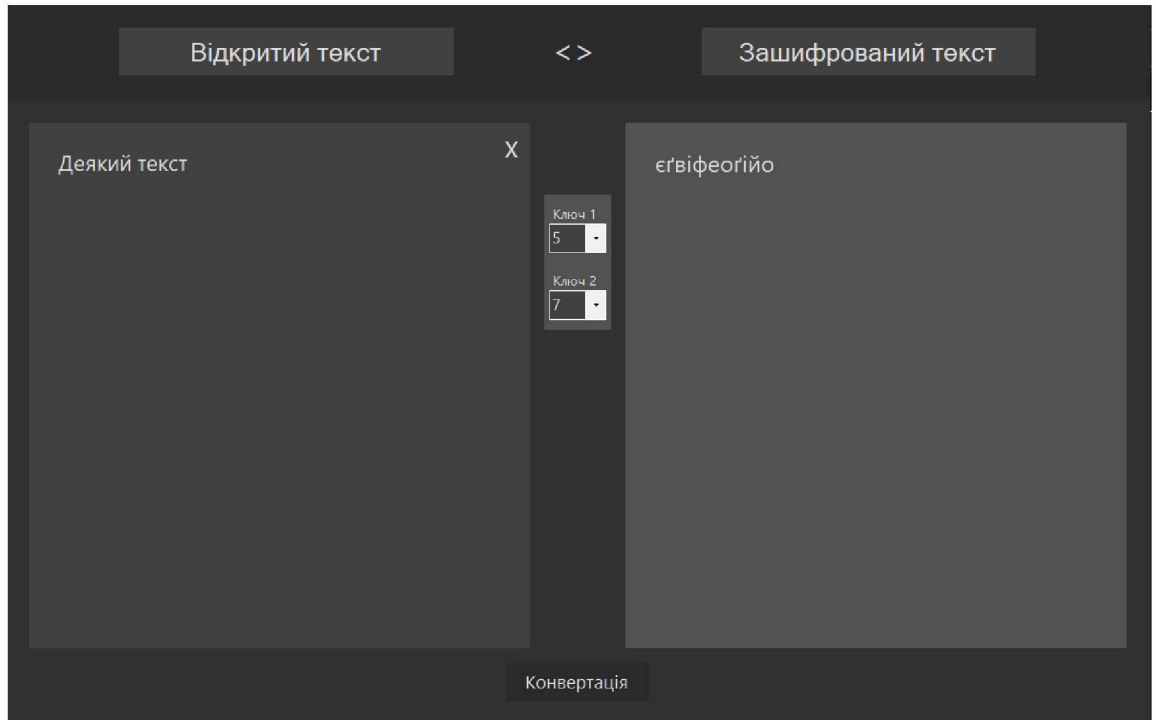 Відкритий текст
< >
Зашифрований текст
Деякий текст
X
Ключ 1
5
Ключ 2
7
єґвіфеоґійо
Конвертація